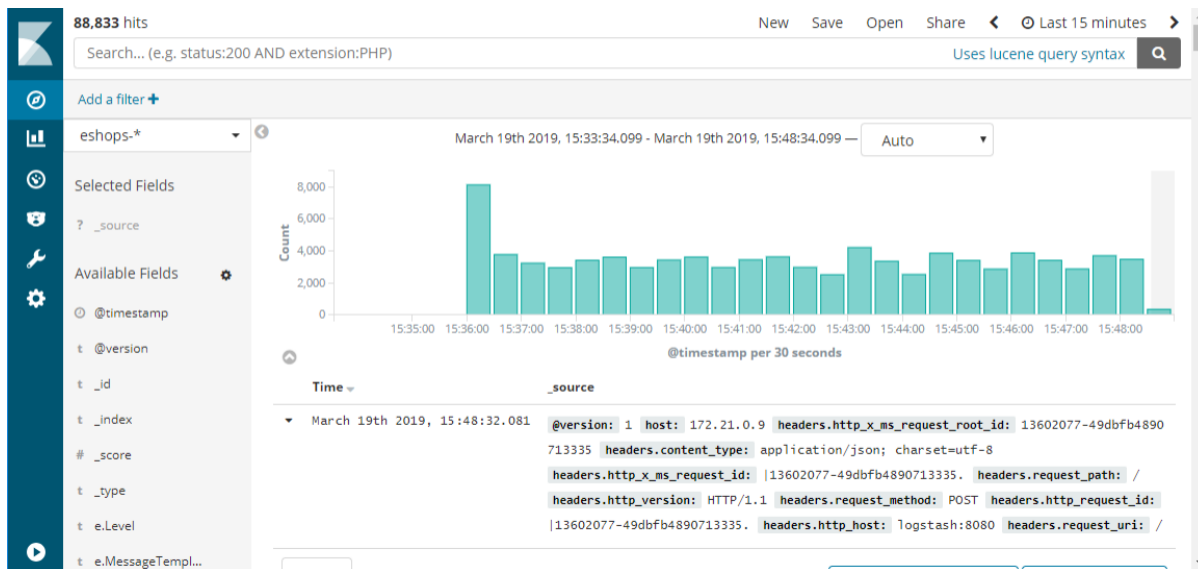 88,833 hits
New Save Open Share Last 15 minutes
Search... (e.g. status:200 AND extension:PHP)
Uses lucene query syntax
Add a filter
eshops-*
March 19th 2019, 15:33:34.099 - March 19th 2019, 15:48:34.099 —
Auto
Selected Fields
? _source
Available Fields
@timestamp
t @version
t _id
t _index
# _score
t _type
t e.Level
t e.MessageTempl...
Count
8,000
6,000
4,000
2,000
0
15:35:00 15:36:00 15:37:00 15:38:00 15:39:00 15:40:00 15:41:00 15:42:00 15:43:00 15:44:00 15:45:00 15:46:00 15:47:00 15:48:00
@timestamp per 30 seconds
Time _source
March 19th 2019, 15:48:32.081
@version: 1 host: 172.21.0.9 headers.http_x_ms_request_root_id: 13602077-49dbfb4890
713335 headers.content_type: application/json; charset=utf-8
headers.http_x_ms_request_id: |13602077-49dbfb4890713335. headers.request_path: /
headers.http_version: HTTP/1.1 headers.request_method: POST headers.http_request_id:
|13602077-49dbfb4890713335. headers.http_host: logstash:8080 headers.request_uri: /